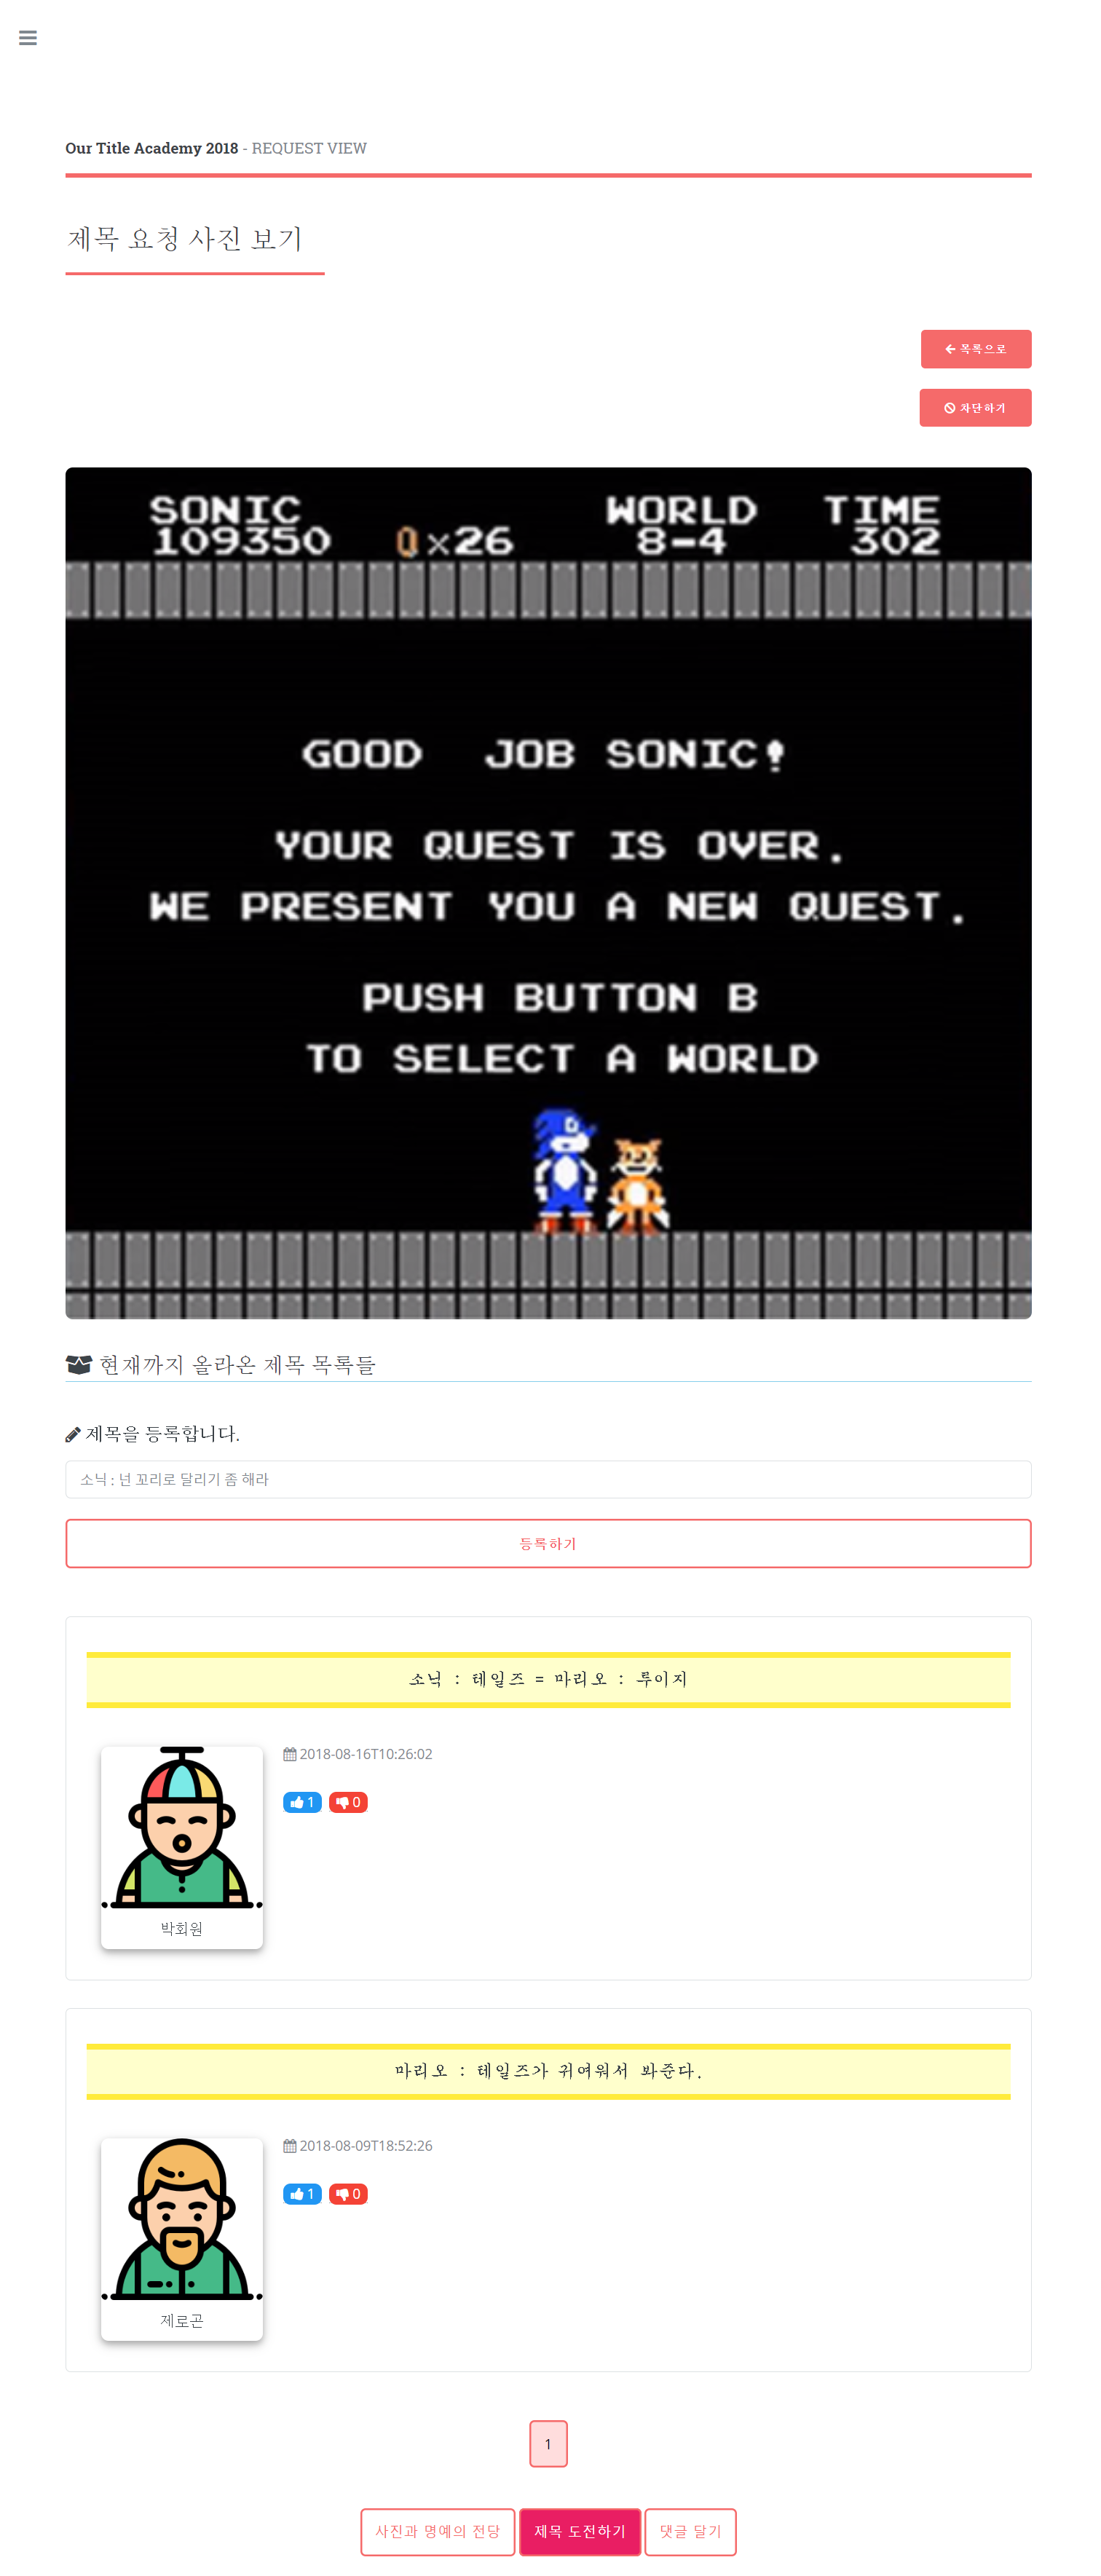 Our Title Academy 2018 - REQUEST VIEW
제목 요청 사진 보기
목록으로
차단하기
SONIC WORLD TIME
109350 0×26 8-4 302
GOOD JOB SONIC!
YOUR QUEST IS OVER.
WE PRESENT YOU A NEW QUEST.
PUSH BUTTON B
TO SELECT A WORLD
현재까지 올라온 제목 목록들
제목을 등록합니다.
소닉 : 넌 꼬리로 달리기 좀 해라
등록하기
소닉 : 테일즈 = 마리오 : 루이지
2018-08-16T10:26:02
1 0
박회원
마리오 : 테일즈가 귀여워서 봐준다.
2018-08-09T18:52:26
1 0
제로곤
1
사진과 명예의 전당 제목 도전하기 댓글 달기